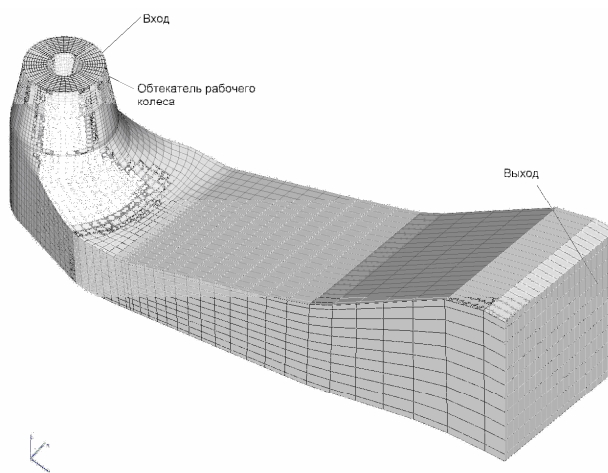 Вход
Обтекатель рабочего
колеса
Выход